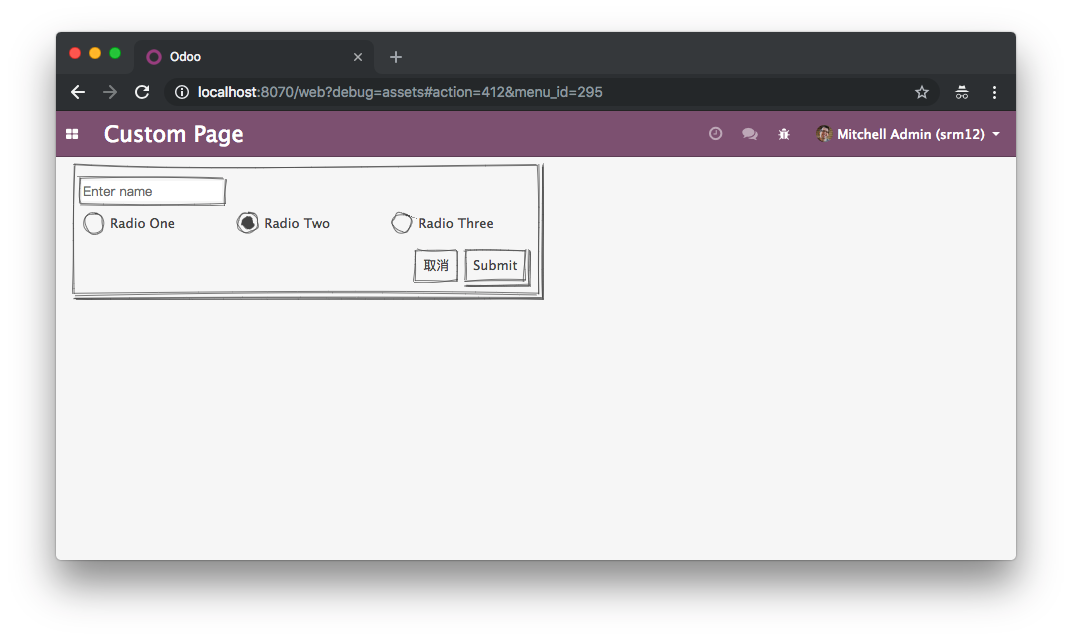 Odoo
localhost:8070/web?debug=assets#action=412&menu_id=295
Custom Page
Mitchell Admin (srm12)
Enter name
Radio One Radio Two Radio Three
取消 Submit